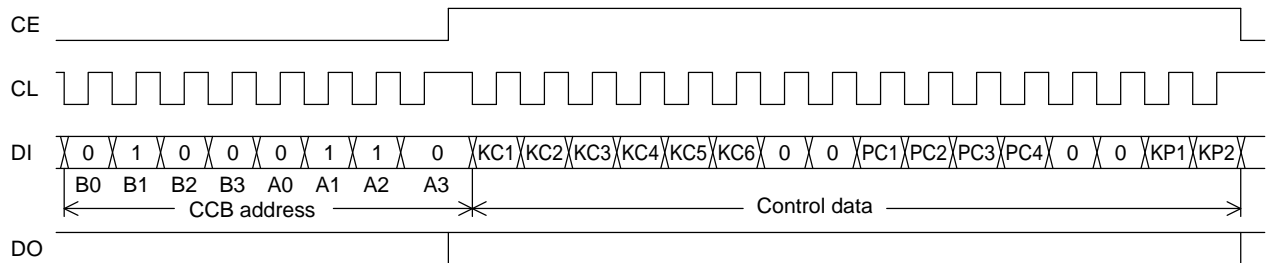 CE
CL
DI 0 1 0 0 0 1 1 0 KC1 KC2 KC3 KC4 KC5 KC6 0 0 PC1 PC2 PC3 PC4 0 0 KP1 KP2
B0 B1 B2 B3 A0 A1 A2 A3
CCB address Control data
DO